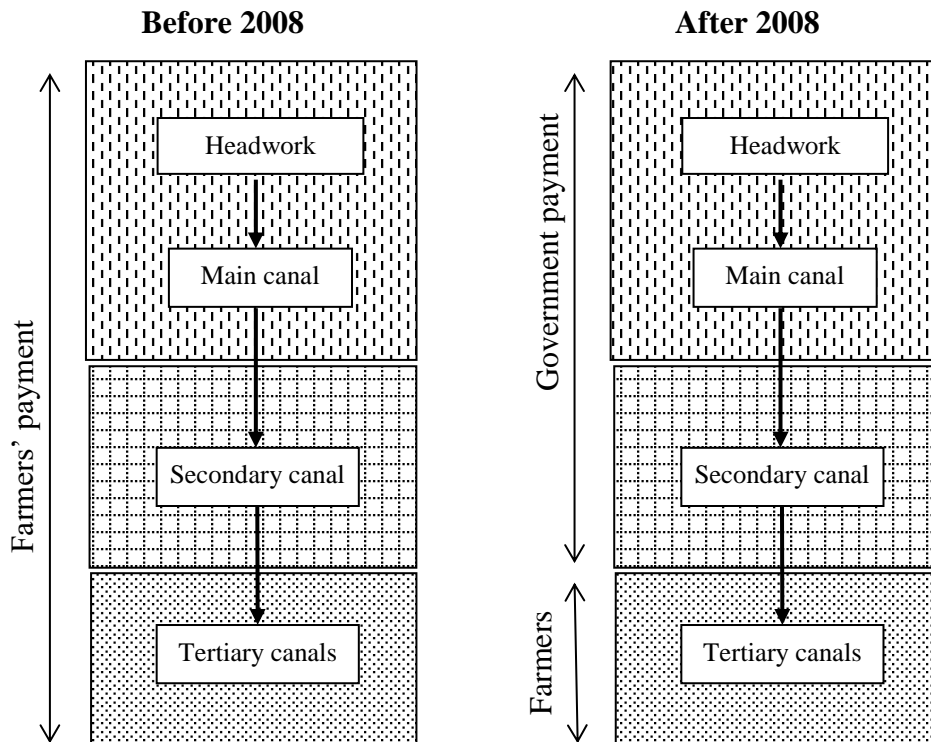 Before 2008
Farmers’ payment
Headwork
Main canal
Secondary canal
Tertiary canals
After 2008
Government payment
Farmers
Headwork
Main canal
Secondary canal
Tertiary canals